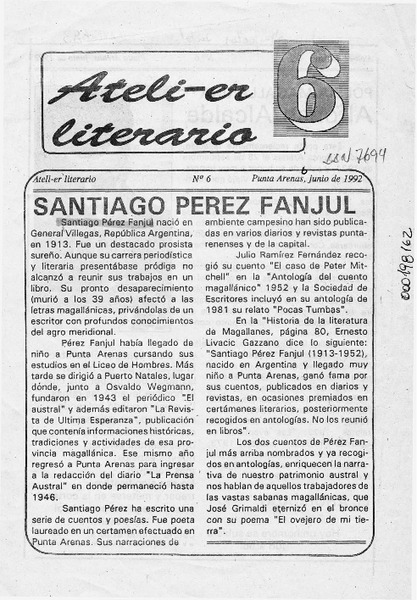 Ateli-er
literario
6
BBN 7694
Ateli-er literario Nº 6 Punta Arenas, junio de 1992
000198162
SANTIAGO PEREZ FANJUL
Santiago Pérez Fanjul nació en
General Villegas, República Argentina,
en 1913. Fue un destacado prosista
sureño. Aunque su carrera periodística
y literaria presentábase pródige no
alcanzó a reunir sus trabajos en un
libro. Su pronto desaparecimiento
(murió a los 39 años) afectó a las
letras magallánicas, privándolas de un
escritor con profundos conocimientos
del agro meridional.
Pérez Fanjul había llegado de
niño a Punta Arenas cursando sus
estudios en el Liceo de Hombres. Más
tarde se dirigió a Puerto Natales, lugar
dónde, junto a Osvaldo Wegmann,
fundaron en 1943 el periódico "El
austral" y además editaron "La Revis-
ta de Ultima Esperanza", publicación
que contenía informaciones históricas,
tradiciones y actividades de esa pro-
vincia magallánica. Ese mismo año
regresó a Punta Arenas para ingresar
a la redacción del diario "La Prensa
Austral" en donde permaneció hasta
1946.
Santiago Pérez ha escrito una
serie de cuentos y poesías. Fue poeta
laureado en un certamen efectuado en
Punta Arenas. Sus narraciones de
ambiente campesino han sido publica-
das en varios diarios y revistas punta-
renenses y de la capital.
Julio Ramírez Fernández reco-
gió su cuento "El caso de Peter Mit-
chell" en la "Antología del cuento
magallánico" 1952 y la Sociedad de
Escritores incluyó en su antología de
1981 su relato "Pocas Tumbas".
En la "Historia de la literatura
de Magallanes, página 80, Ernesto
Livacic Gazzano dice lo siguiente:
"Santiago Pérez Fanjul (1913-1952),
nacido en Argentina y llegado muy
niño a Punta Arenas, ganó fama por
sus cuentos, publicados en diarios y
revistas, en ocasiones premiados en
certámenes literarios, posteriormente
recogidos en antologías. No los reunió
en libros".
Los dos cuentos de Pérez Fan-
jul más arriba nombrados y ya recogi-
dos en antologías, enriquecen la narra-
tiva de nuestro patrimonio austral y
nos hablan de aquellos trabajadores de
las vastas sabanas magallánicas, que
José Grimaldi eternizó en el bronce
con su poema "El ovejero de mi tie-
rra".